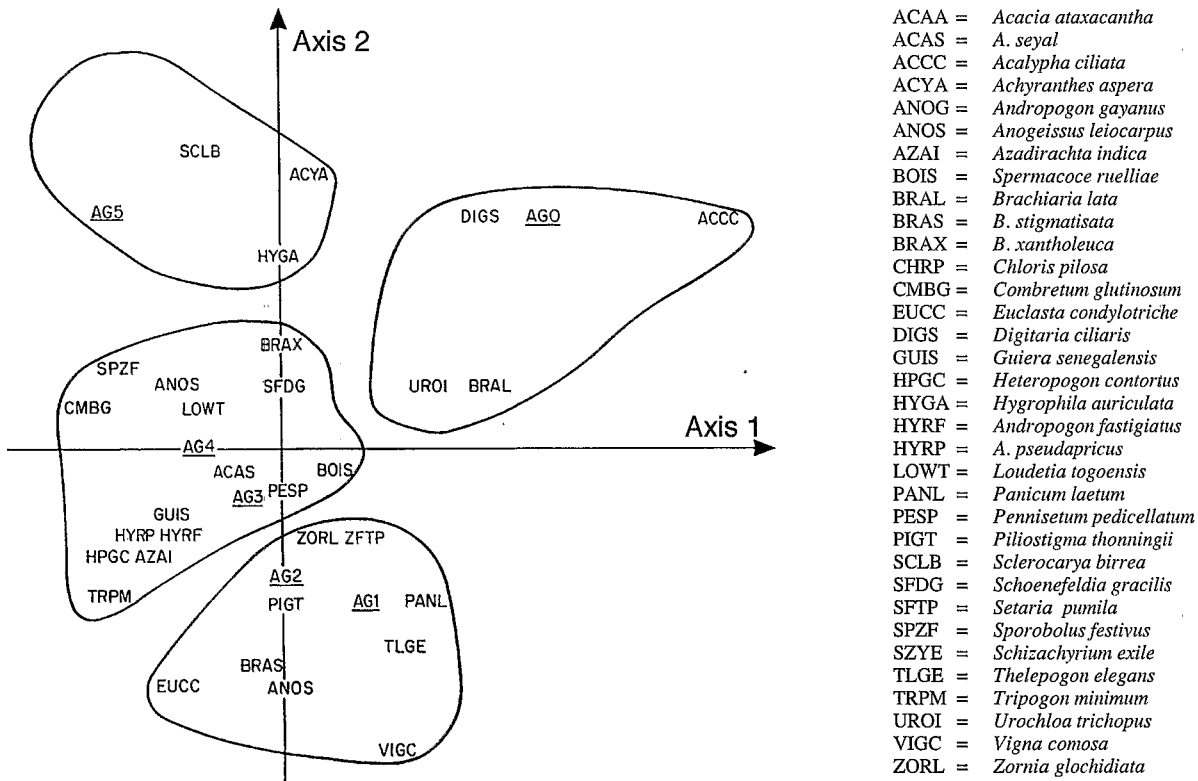 Axis 2
SCLB
ACYA
AG5
DIGS AGO ACCC
HYGA
BRAX
SPZF
ANOS SFDG
UROI BRAL
CMBG LOWT
Axis 1
AG4
ACAS BOIS
AG3 PESP
GUIS
HYRP HYRF
ZORL ZFTP
HPGC AZAI
AG2
TRPM PIGT AG1 PANL
TLGE
BRAS
EUCC ANOS
VIGC
ACAA = Acacia ataxacantha
ACAS = A. seyal
ACCC = Acalypha ciliata
ACYA = Achyranthes aspera
ANOG = Andropogon gayanus
ANOS = Anogeissus leiocarpus
AZAI = Azadirachta indica
BOIS = Spermacoce ruelliae
BRAL = Brachiaria lata
BRAS = B. stigmatisata
BRAX = B. xantholeuca
CHRP = Chloris pilosa
CMBG = Combretum glutinosum
EUCC = Euclasta condylotriche
DIGS = Digitaria ciliaris
GUIS = Guiera senegalensis
HPGC = Heteropogon contortus
HYGA = Hygrophila auriculata
HYRF = Andropogon fastigiatus
HYRP = A. pseudapricus
LOWT = Loudetia togoensis
PANL = Panicum laetum
PESP = Pennisetum pedicellatum
PIGT = Piliostigma thonningii
SCLB = Sclerocarya birrea
SFDG = Schoenefeldia gracilis
SFTP = Setaria pumila
SPZF = Sporobolus festivus
SZYE = Schizachyrium exile
TLGE = Thelepogon elegans
TRPM = Tripogon minimum
UROI = Urochloa trichopus
VIGC = Vigna comosa
ZORL = Zornia glochidiata